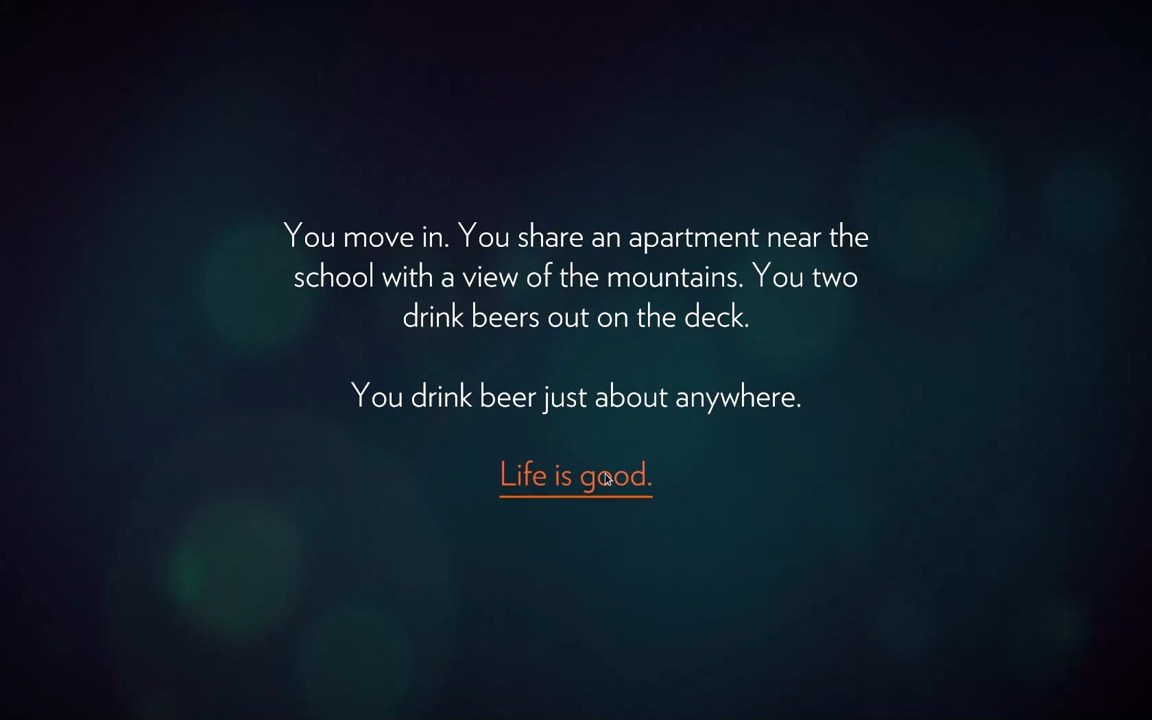 You move in. You share an apartment near the
school with a view of the mountains. You two
drink beers out on the deck.
You drink beer just about anywhere.
Life is good.